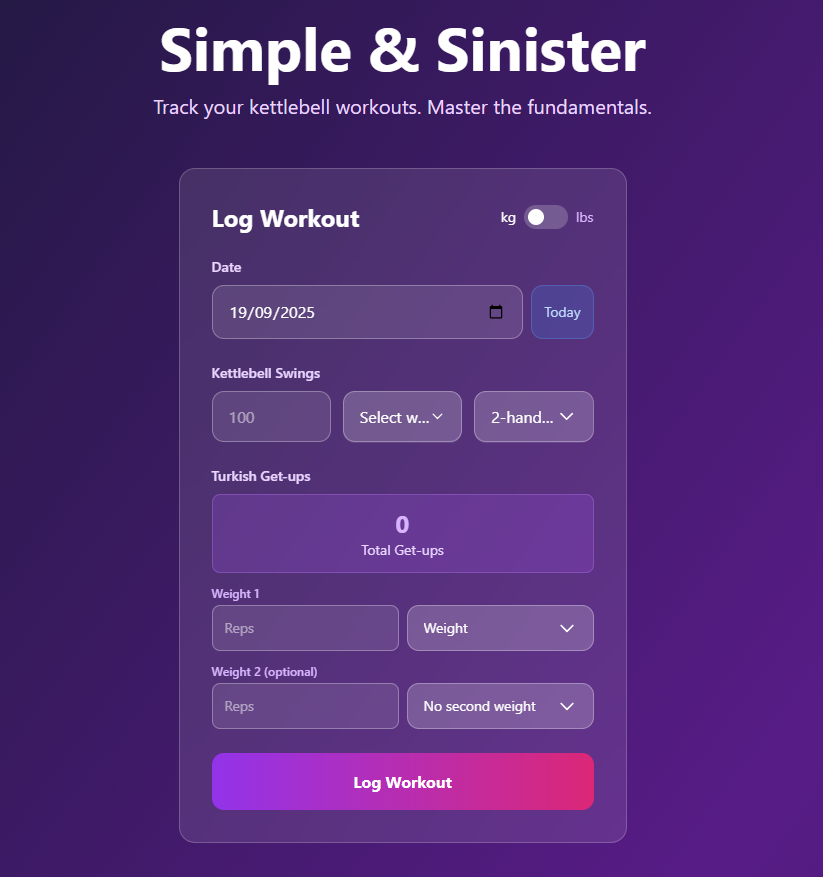 Simple & Sinister
Track your kettlebell workouts. Master the fundamentals.
Log Workout
kg lbs
Date
19/09/2025
Today
Kettlebell Swings
100
Select w...
2-hand...
Turkish Get-ups
0
Total Get-ups
Weight 1
Reps
Weight
Weight 2 (optional)
Reps
No second weight
Log Workout